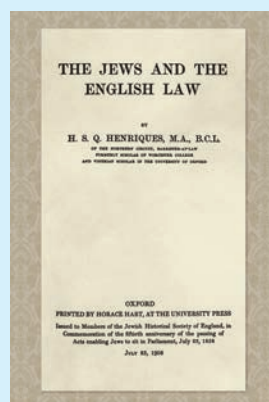 THE JEWS AND THE
ENGLISH LAW
BY
H. S. Q. HENRIQUES, M.A., B.C.L.
OF THE NORTHERN CIRCUIT, BARRISTER-AT-LAW
FORMERLY SCHOLAR OF WORCESTER COLLEGE
AND VINERIAN SCHOLAR IN THE UNIVERSITY OF OXFORD
OXFORD
PRINTED BY HORACE HART, AT THE UNIVERSITY PRESS
Issued to Members of the Jewish Historical Society of England, in
Commemoration of the fiftieth anniversary of the passing of
Acts enabling Jews to sit in Parliament, July 23, 1858
JULY 23, 1908